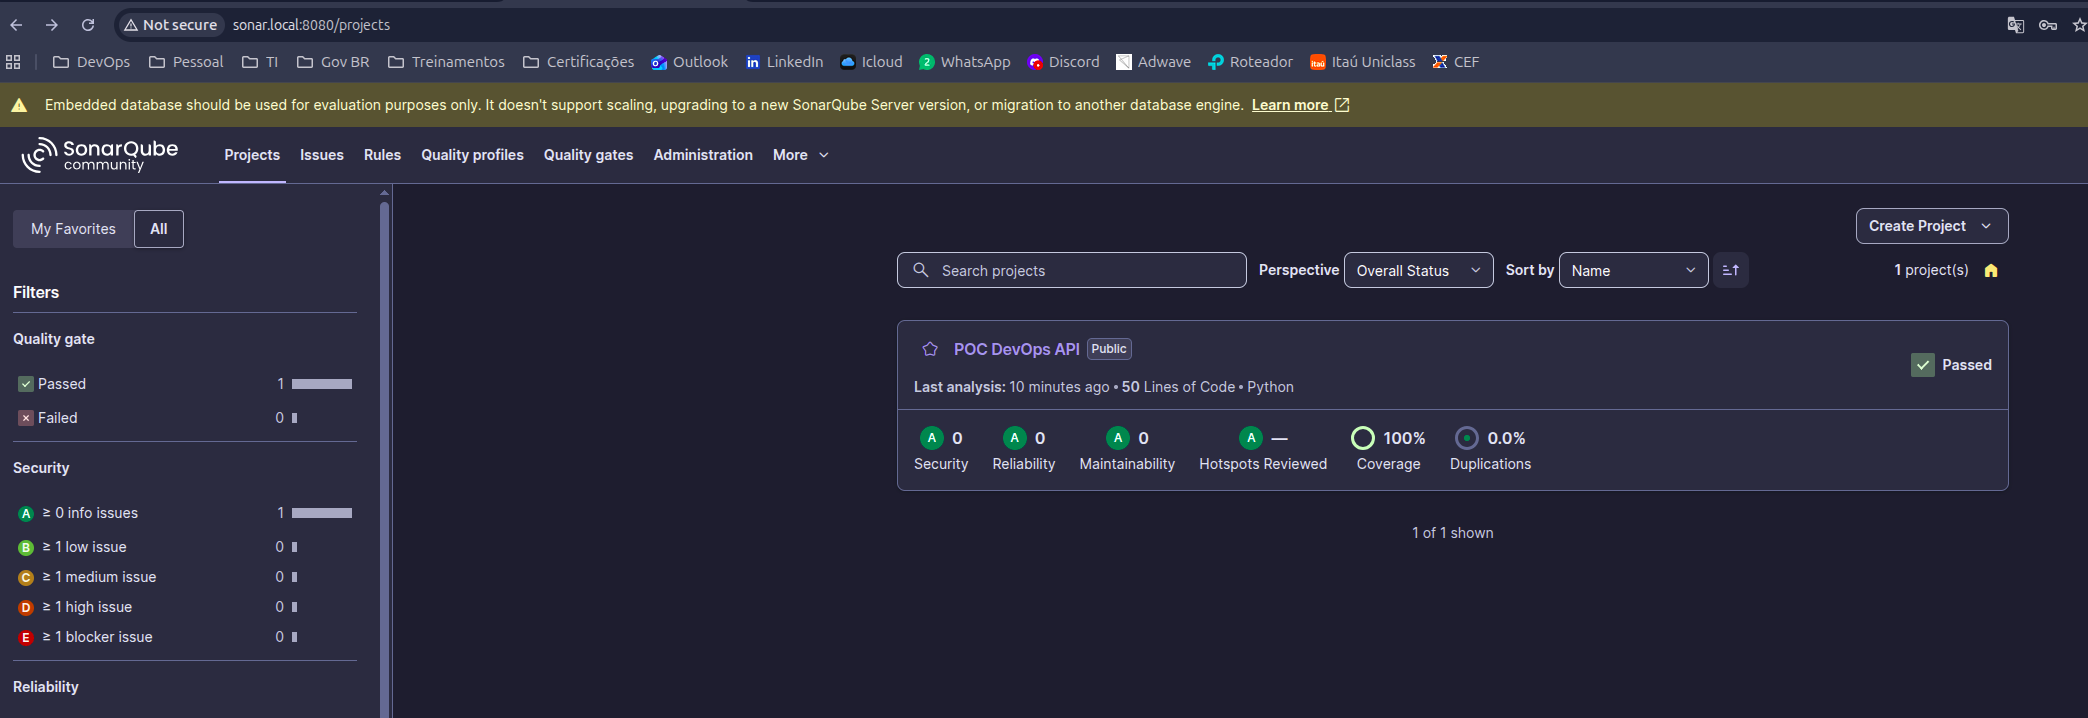 Not secure sonar.local:8080/projects
DevOps Pessoal TI Gov BR Treinamentos Certificações Outlook LinkedIn Icloud WhatsApp Discord Adwave Roteador Itaú Uniclass CEF
Embedded database should be used for evaluation purposes only. It doesn't support scaling, upgrading to a new SonarQube Server version, or migration to another database engine. Learn more
SonarQube community Projects Issues Rules Quality profiles Quality gates Administration More
My Favorites All
Filters
Quality gate
Passed 1
Failed 0
Security
A ≥ 0 info issues 1
B ≥ 1 low issue 0
C ≥ 1 medium issue 0
D ≥ 1 high issue 0
E ≥ 1 blocker issue 0
Reliability
Create Project
Search projects Perspective Overall Status Sort by Name 1 project(s)
POC DevOps API Public
Passed
Last analysis: 10 minutes ago • 50 Lines of Code • Python
A 0 A 0 A 0 A — 100% 0.0%
Security Reliability Maintainability Hotspots Reviewed Coverage Duplications
1 of 1 shown